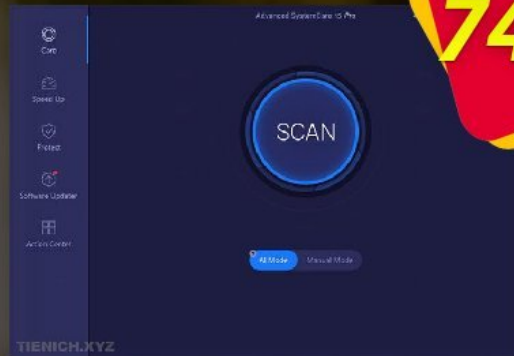 Advanced SystemCare 15 Pro
74
Care
Speed Up
Protect
Software Updater
Action Center
SCAN
AI Mode
Manual Mode
TIENICH.XYZ